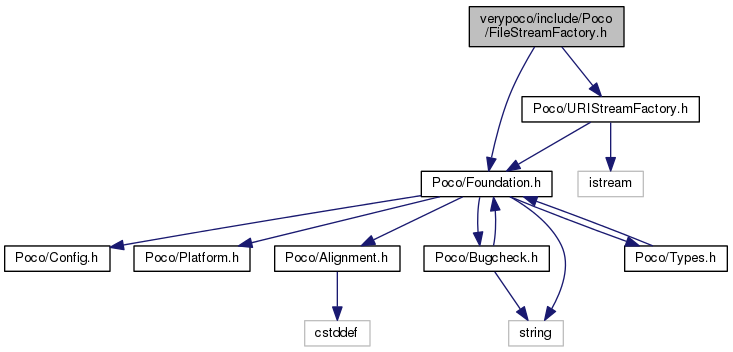 verypoco/include/Poco
/FileStreamFactory.h
Poco/URIStreamFactory.h
Poco/Foundation.h
istream
Poco/Config.h
Poco/Platform.h
Poco/Alignment.h
Poco/Bugcheck.h
Poco/Types.h
cstddef
string